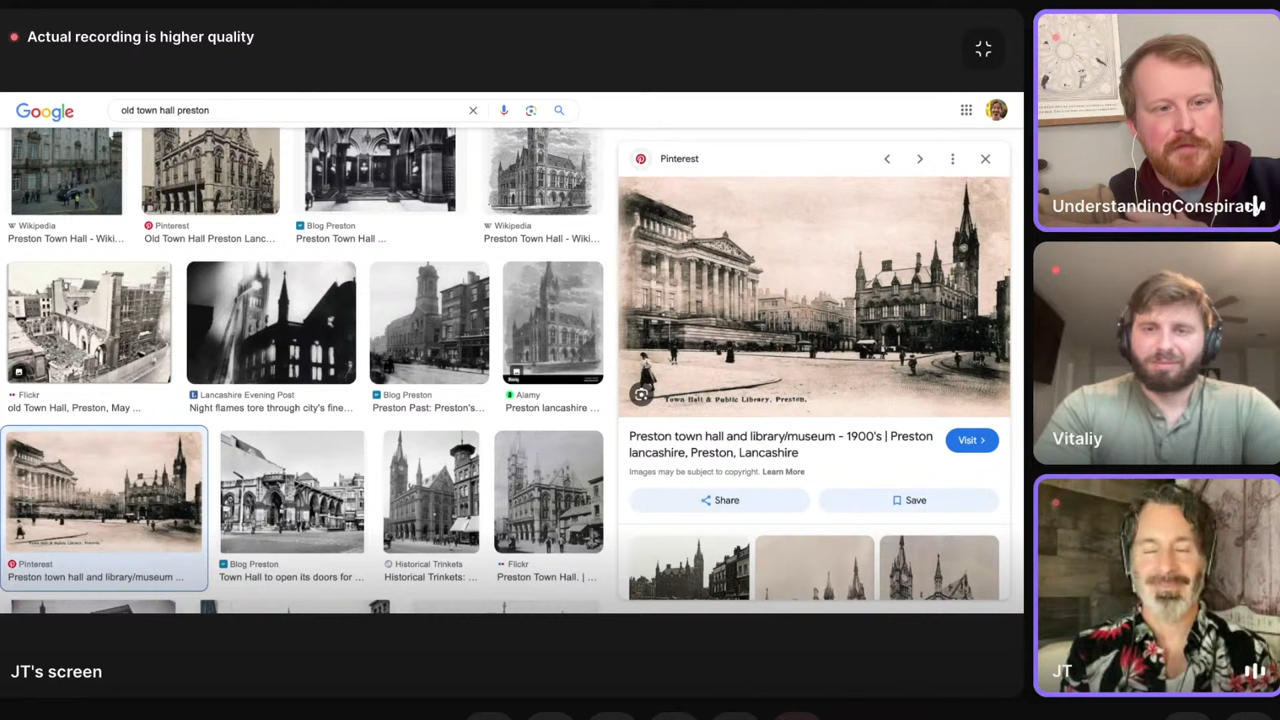 Actual recording is higher quality
Google
old town hall preston
Wikipedia
Preston Town Hall - Wiki...
Pinterest
Old Town Hall Preston Lanc...
Blog Preston
Preston Town Hall ...
Wikipedia
Preston Town Hall - Wiki...
Flickr
old Town Hall, Preston, May ...
Lancashire Evening Post
Night flames tore through city's fine...
Blog Preston
Preston Past: Preston's...
Alamy
Preston lancashire ...
Pinterest
Preston town hall and library/museum ...
Blog Preston
Town Hall to open its doors for ...
Historical Trinkets
Historical Trinkets: ...
Flickr
Preston Town Hall. | ...
Pinterest
Town Hall & Public Library, Preston.
Preston town hall and library/museum - 1900's | Preston
lancashire, Preston, Lancashire
Visit >
Images may be subject to copyright. Learn More
Share
Save
JT's screen
UnderstandingConspiracy
Vitaliy
JT